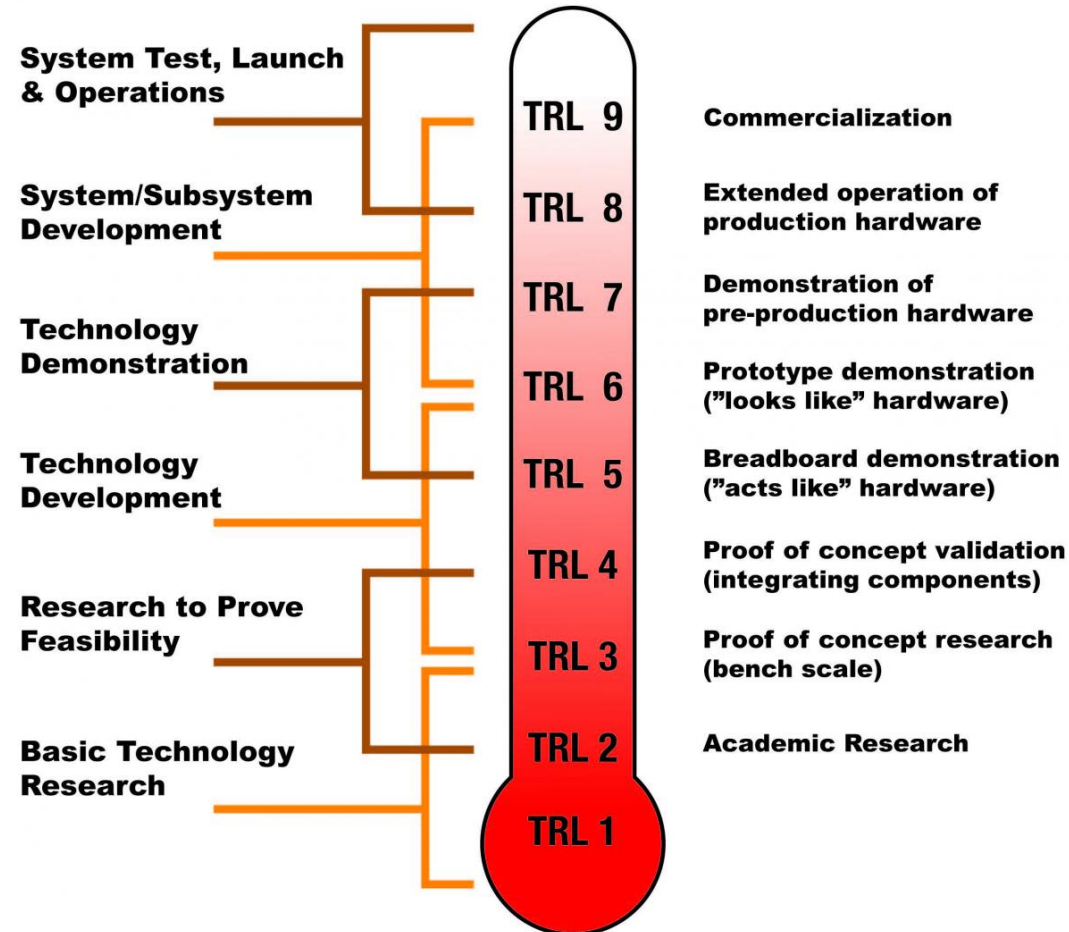 System Test, Launch
& Operations
System/Subsystem
Development
Technology
Demonstration
Technology
Development
Research to Prove
Feasibility
Basic Technology
Research
TRL 9
TRL 8
TRL 7
TRL 6
TRL 5
TRL 4
TRL 3
TRL 2
TRL 1
Commercialization
Extended operation of
production hardware
Demonstration of
pre-production hardware
Prototype demonstration
(”looks like” hardware)
Breadboard demonstration
(”acts like” hardware)
Proof of concept validation
(integrating components)
Proof of concept research
(bench scale)
Academic Research